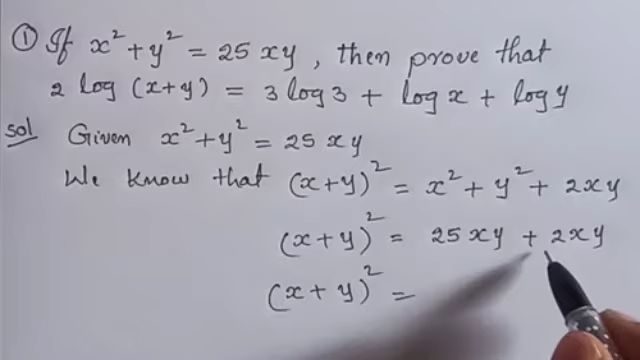 ① If x² + y² = 25 xy, then prove that
2 log (x+y) = 3 log 3 + log x + log y
Sol Given x² + y² = 25 xy
We know that (x+y)² = x² + y² + 2xy
(x+y)² = 25 xy + 2xy
(x+y)² =